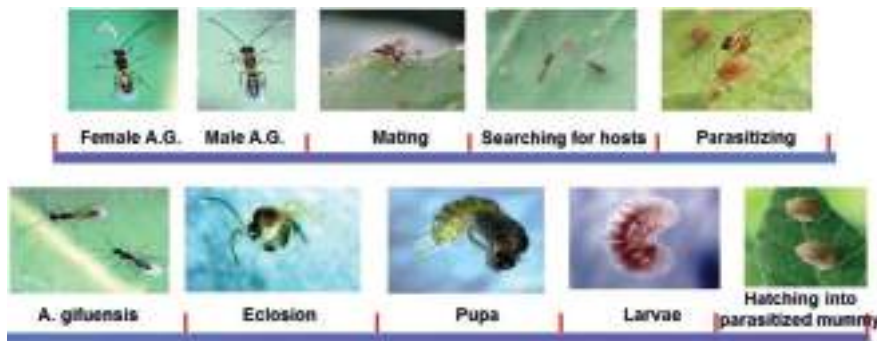 Female A.G. Male A.G. Mating Searching for hosts Parasitizing
A. gifuensis Eclosion Pupa Larvae Hatching into
parasitized mummy